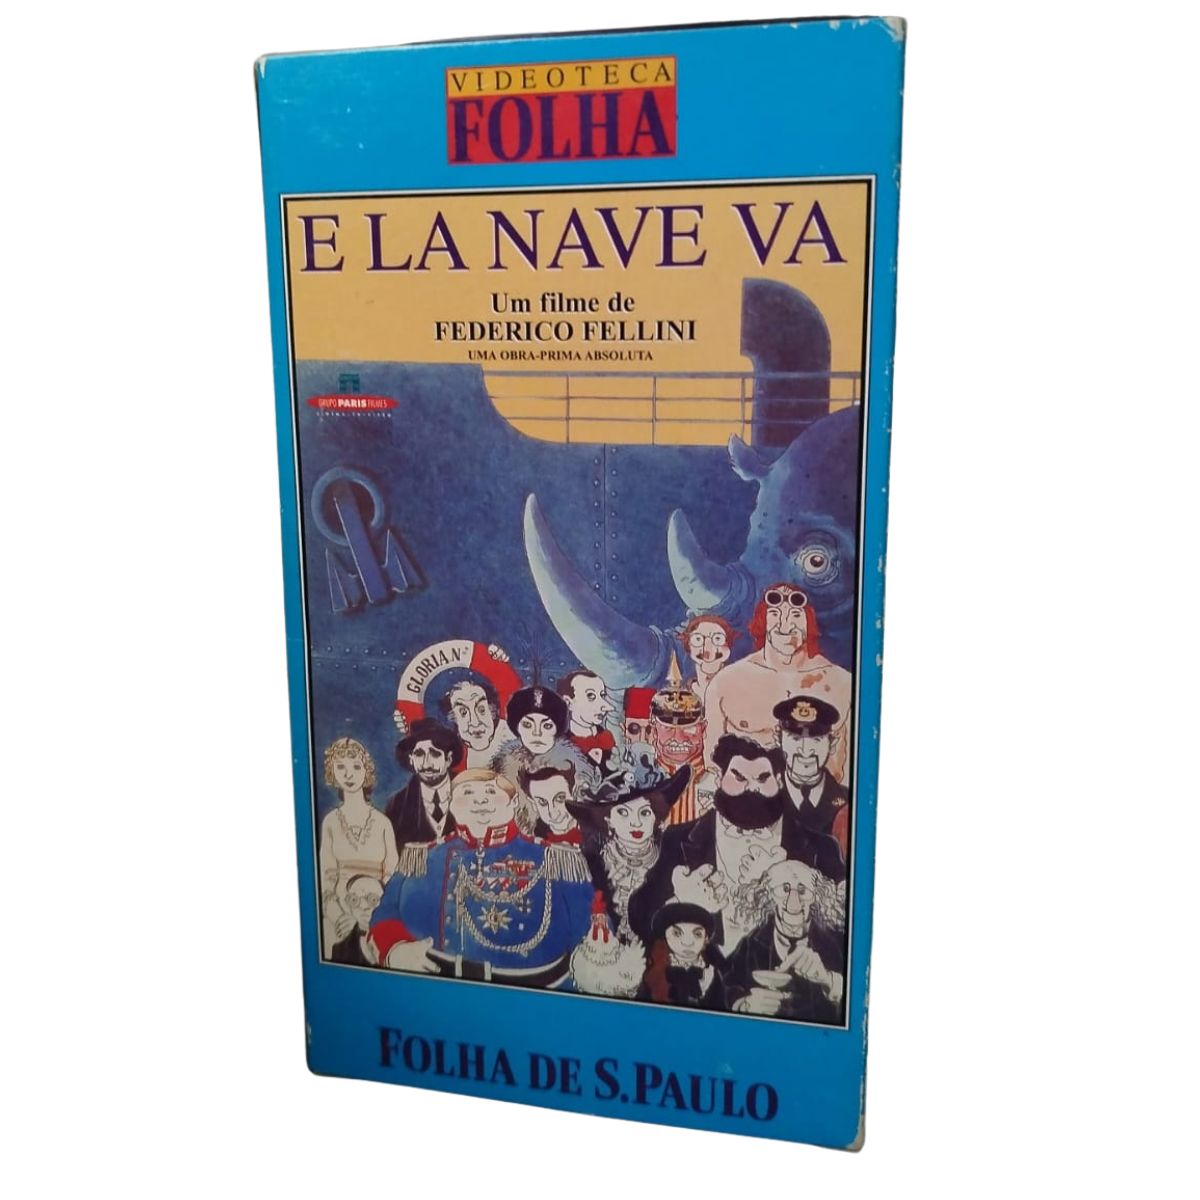 VIDEOTECA
FOLHA
E LA NAVE VA
Um filme de
FEDERICO FELLINI
UMA OBRA-PRIMA ABSOLUTA
GRUPO PARIS FILMES
GLORIA N.
FOLHA DE S.PAULO